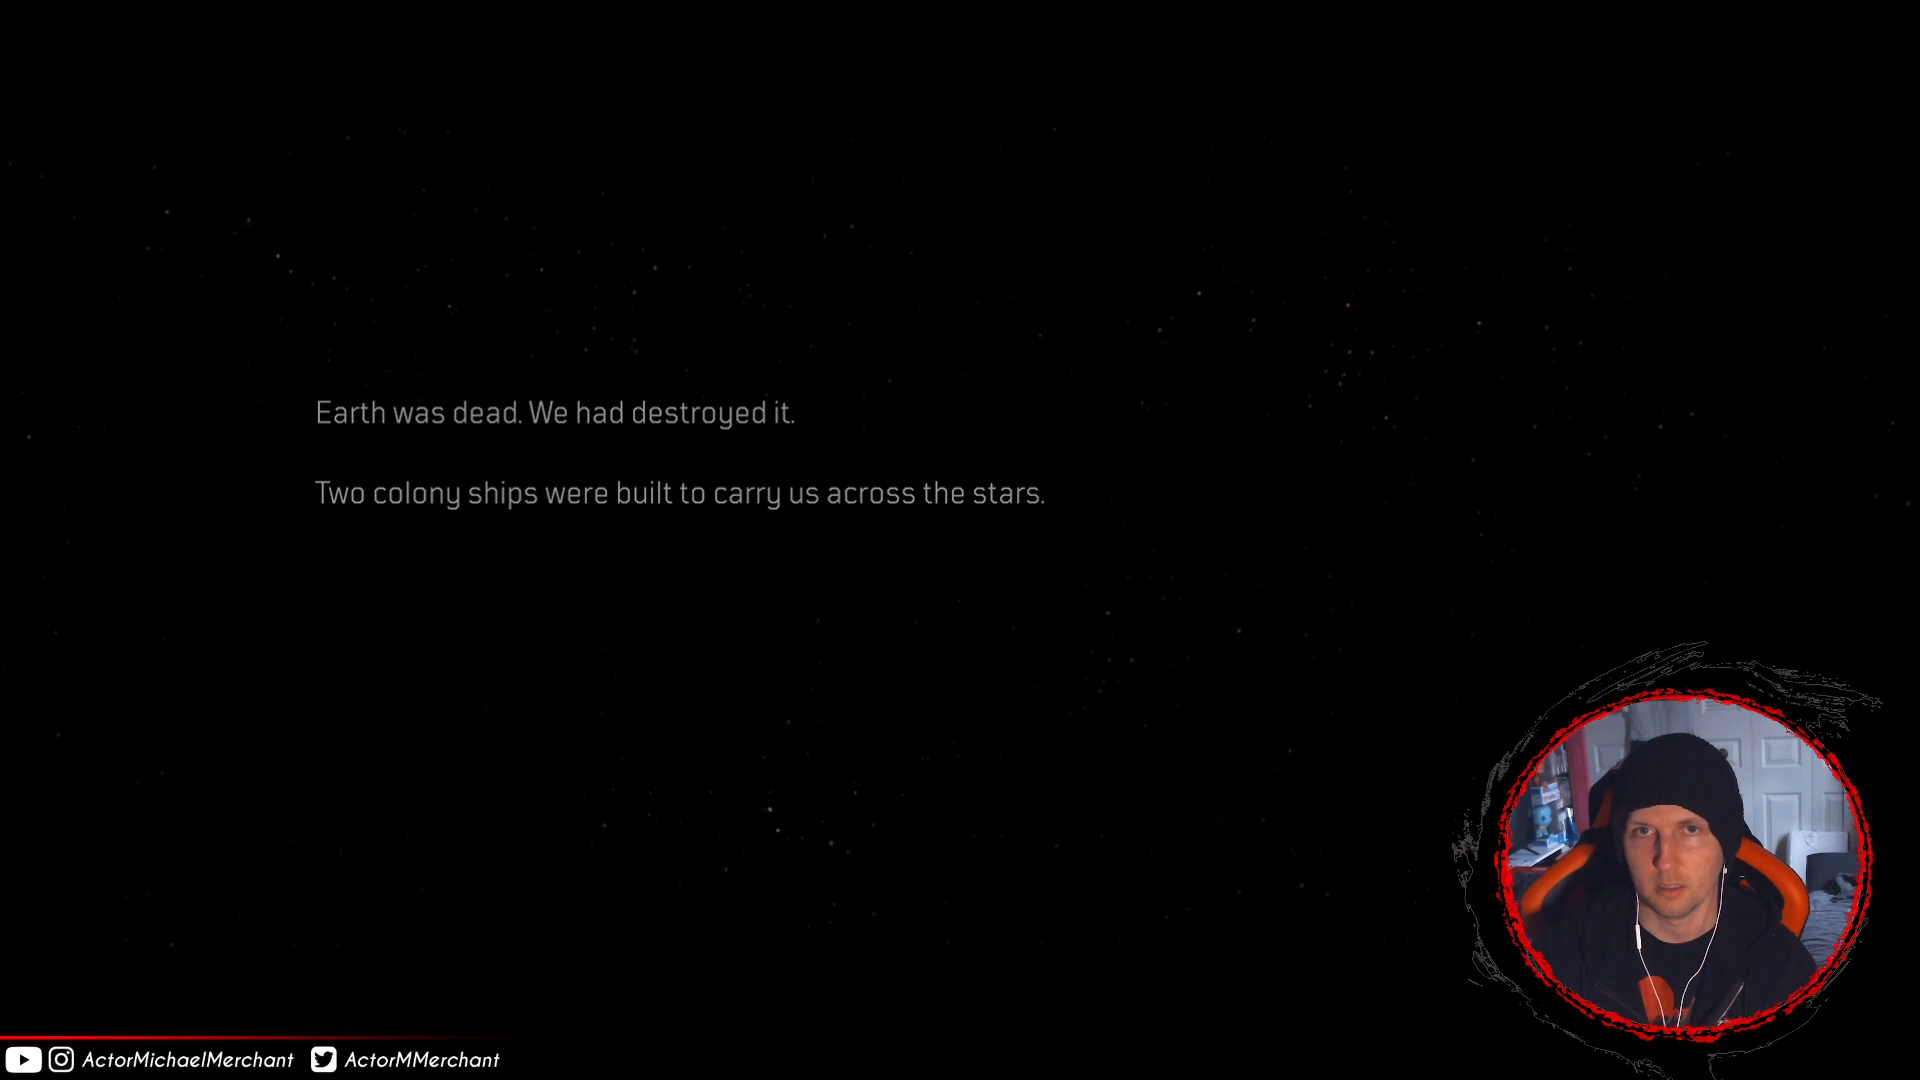 Earth was dead. We had destroyed it.
Two colony ships were built to carry us across the stars.
ActorMichaelMerchant ActorMMerchant